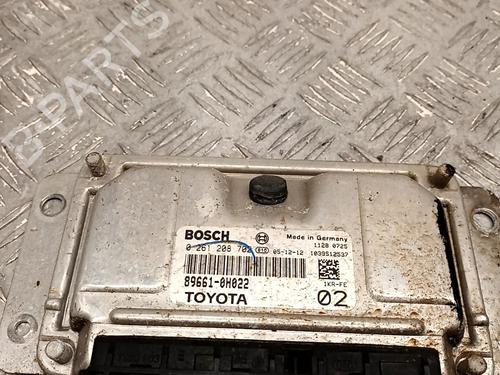 B-PARTS
BOSCH
Made in Germany
0 261 208 702
e1
05-12-12
1128 0725
1039S12537
89661-0H022
1KR-FE
TOYOTA
02